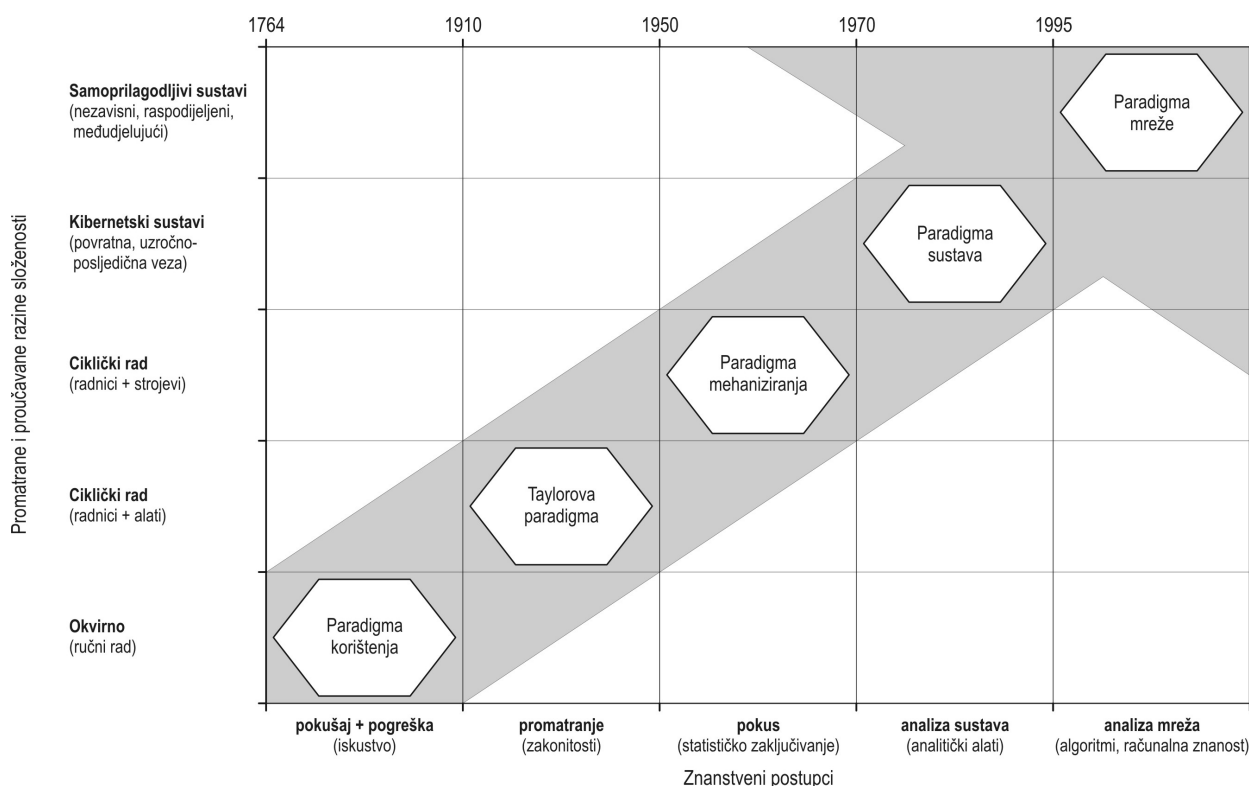 1764
1910
1950
1970
1995
Promatrane i proučavane razine složenosti
Samoprilagodljivi sustavi
(nezavisni, raspodijeljeni,
međudjelujući)
Paradigma
mreže
Kibernetski sustavi
(povratna, uzročno-
posljedična veza)
Paradigma
sustava
Ciklički rad
(radnici + strojevi)
Paradigma
mehaniziranja
Ciklički rad
(radnici + alati)
Taylorova
paradigma
Okvirno
(ručni rad)
Paradigma
korištenja
pokušaj + pogreška
(iskustvo)
promatranje
(zakonitosti)
pokus
(statističko zaključivanje)
analiza sustava
(analitički alati)
analiza mreža
(algoritmi, računalna znanost)
Znanstveni postupci